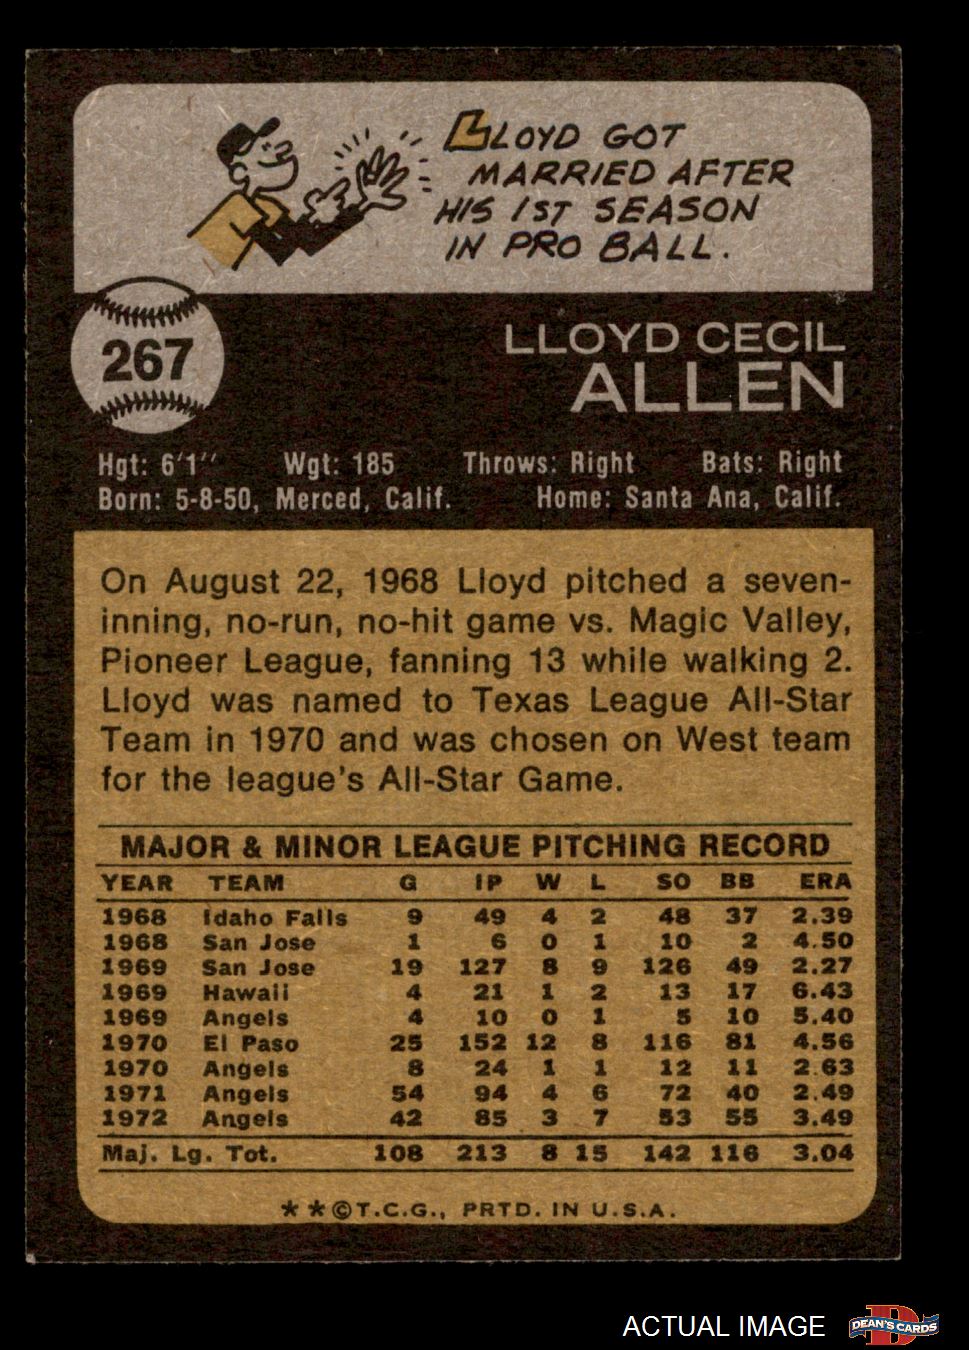 LLOYD GOT
MARRIED AFTER
HIS 1ST SEASON
IN PRO BALL.
267
LLOYD CECIL
ALLEN
Hgt: 6'1'' Wgt: 185 Throws: Right Bats: Right
Born: 5-8-50, Merced, Calif. Home: Santa Ana, Calif.
On August 22, 1968 Lloyd pitched a seven-
inning, no-run, no-hit game vs. Magic Valley,
Pioneer League, fanning 13 while walking 2.
Lloyd was named to Texas League All-Star
Team in 1970 and was chosen on West team
for the league's All-Star Game.
MAJOR & MINOR LEAGUE PITCHING RECORD
YEAR TEAM G IP W L SO BB ERA
1968 Idaho Falls 9 49 4 2 48 37 2.39
1968 San Jose 1 6 0 1 10 2 4.50
1969 San Jose 19 127 8 9 126 49 2.27
1969 Hawaii 4 21 1 2 13 17 6.43
1969 Angels 4 10 0 1 5 10 5.40
1970 El Paso 25 152 12 8 116 81 4.56
1970 Angels 8 24 1 1 12 11 2.63
1971 Angels 54 94 4 6 72 40 2.49
1972 Angels 42 85 3 7 53 55 3.49
Maj. Lg. Tot. 108 213 8 15 142 116 3.04
**©T.C.G., PRTD. IN U.S.A.
ACTUAL IMAGE
D
DEAN'S CARDS